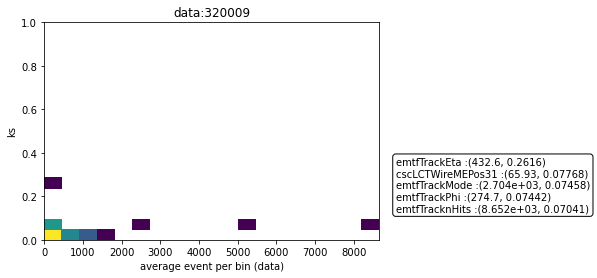 data:320009
1.0
0.8
0.6
0.4
0.2
0.0
ks
0 1000 2000 3000 4000 5000 6000 7000 8000
average event per bin (data)
emtfTrackEta :(432.6, 0.2616)
cscLCTWireMEPos31 :(65.93, 0.07768)
emtfTrackMode :(2.704e+03, 0.07458)
emtfTrackPhi :(274.7, 0.07442)
emtfTracknHits :(8.652e+03, 0.07041)